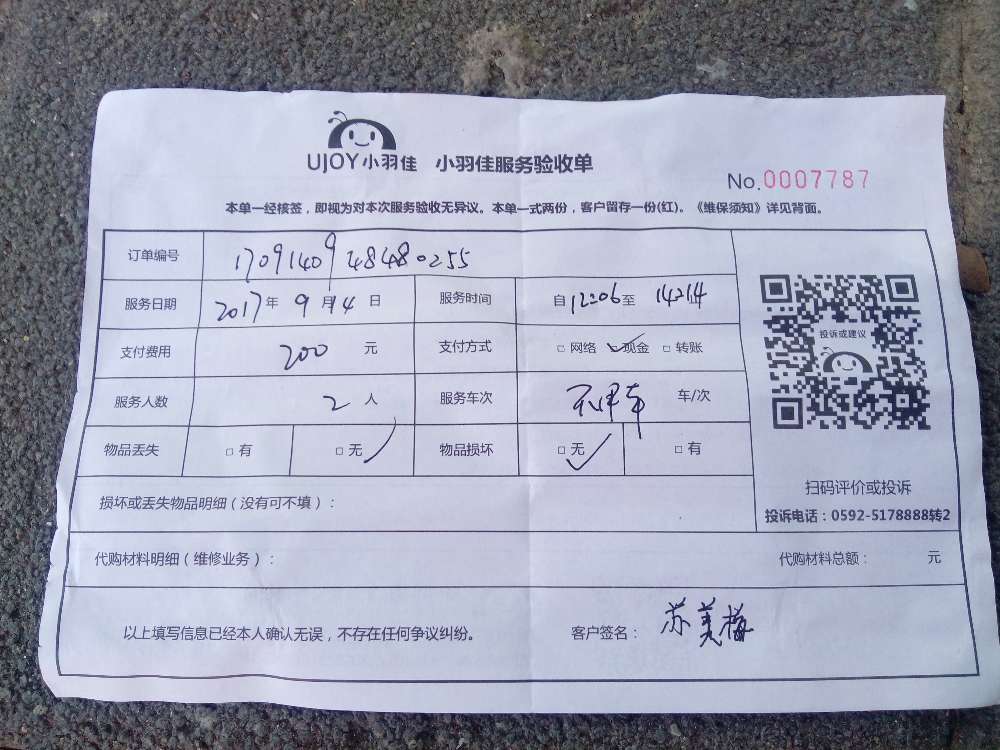 UJOY小羽佳 小羽佳服务验收单
No.0007787
本单一经核签，即视为对本次服务验收无异议。本单一式两份，客户留存一份(红)。《维保须知》详见背面。
订单编号 1709140948480255
服务日期 2017年 9月4日 服务时间 自12:06至 14:14
支付费用 200 元 支付方式 □网络 □现金 □转账
服务人数 2人 服务车次 车/次
物品丢失 □有 □无 物品损坏 □无 □有
投诉或建议
扫码评价或投诉
投诉电话：0592-5178888转2
损坏或丢失物品明细（没有可不填）：
代购材料明细（维修业务）： 代购材料总额： 元
以上填写信息已经本人确认无误，不存在任何争议纠纷。 客户签名： 苏美梅